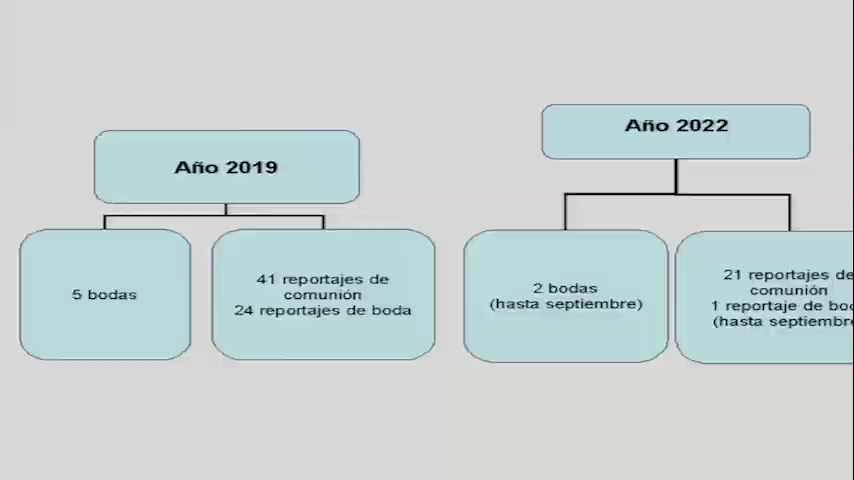 Año 2019
5 bodas
41 reportajes de
comunión
24 reportajes de boda
Año 2022
2 bodas
(hasta septiembre)
21 reportajes de
comunión
1 reportaje de
(hasta septiembre